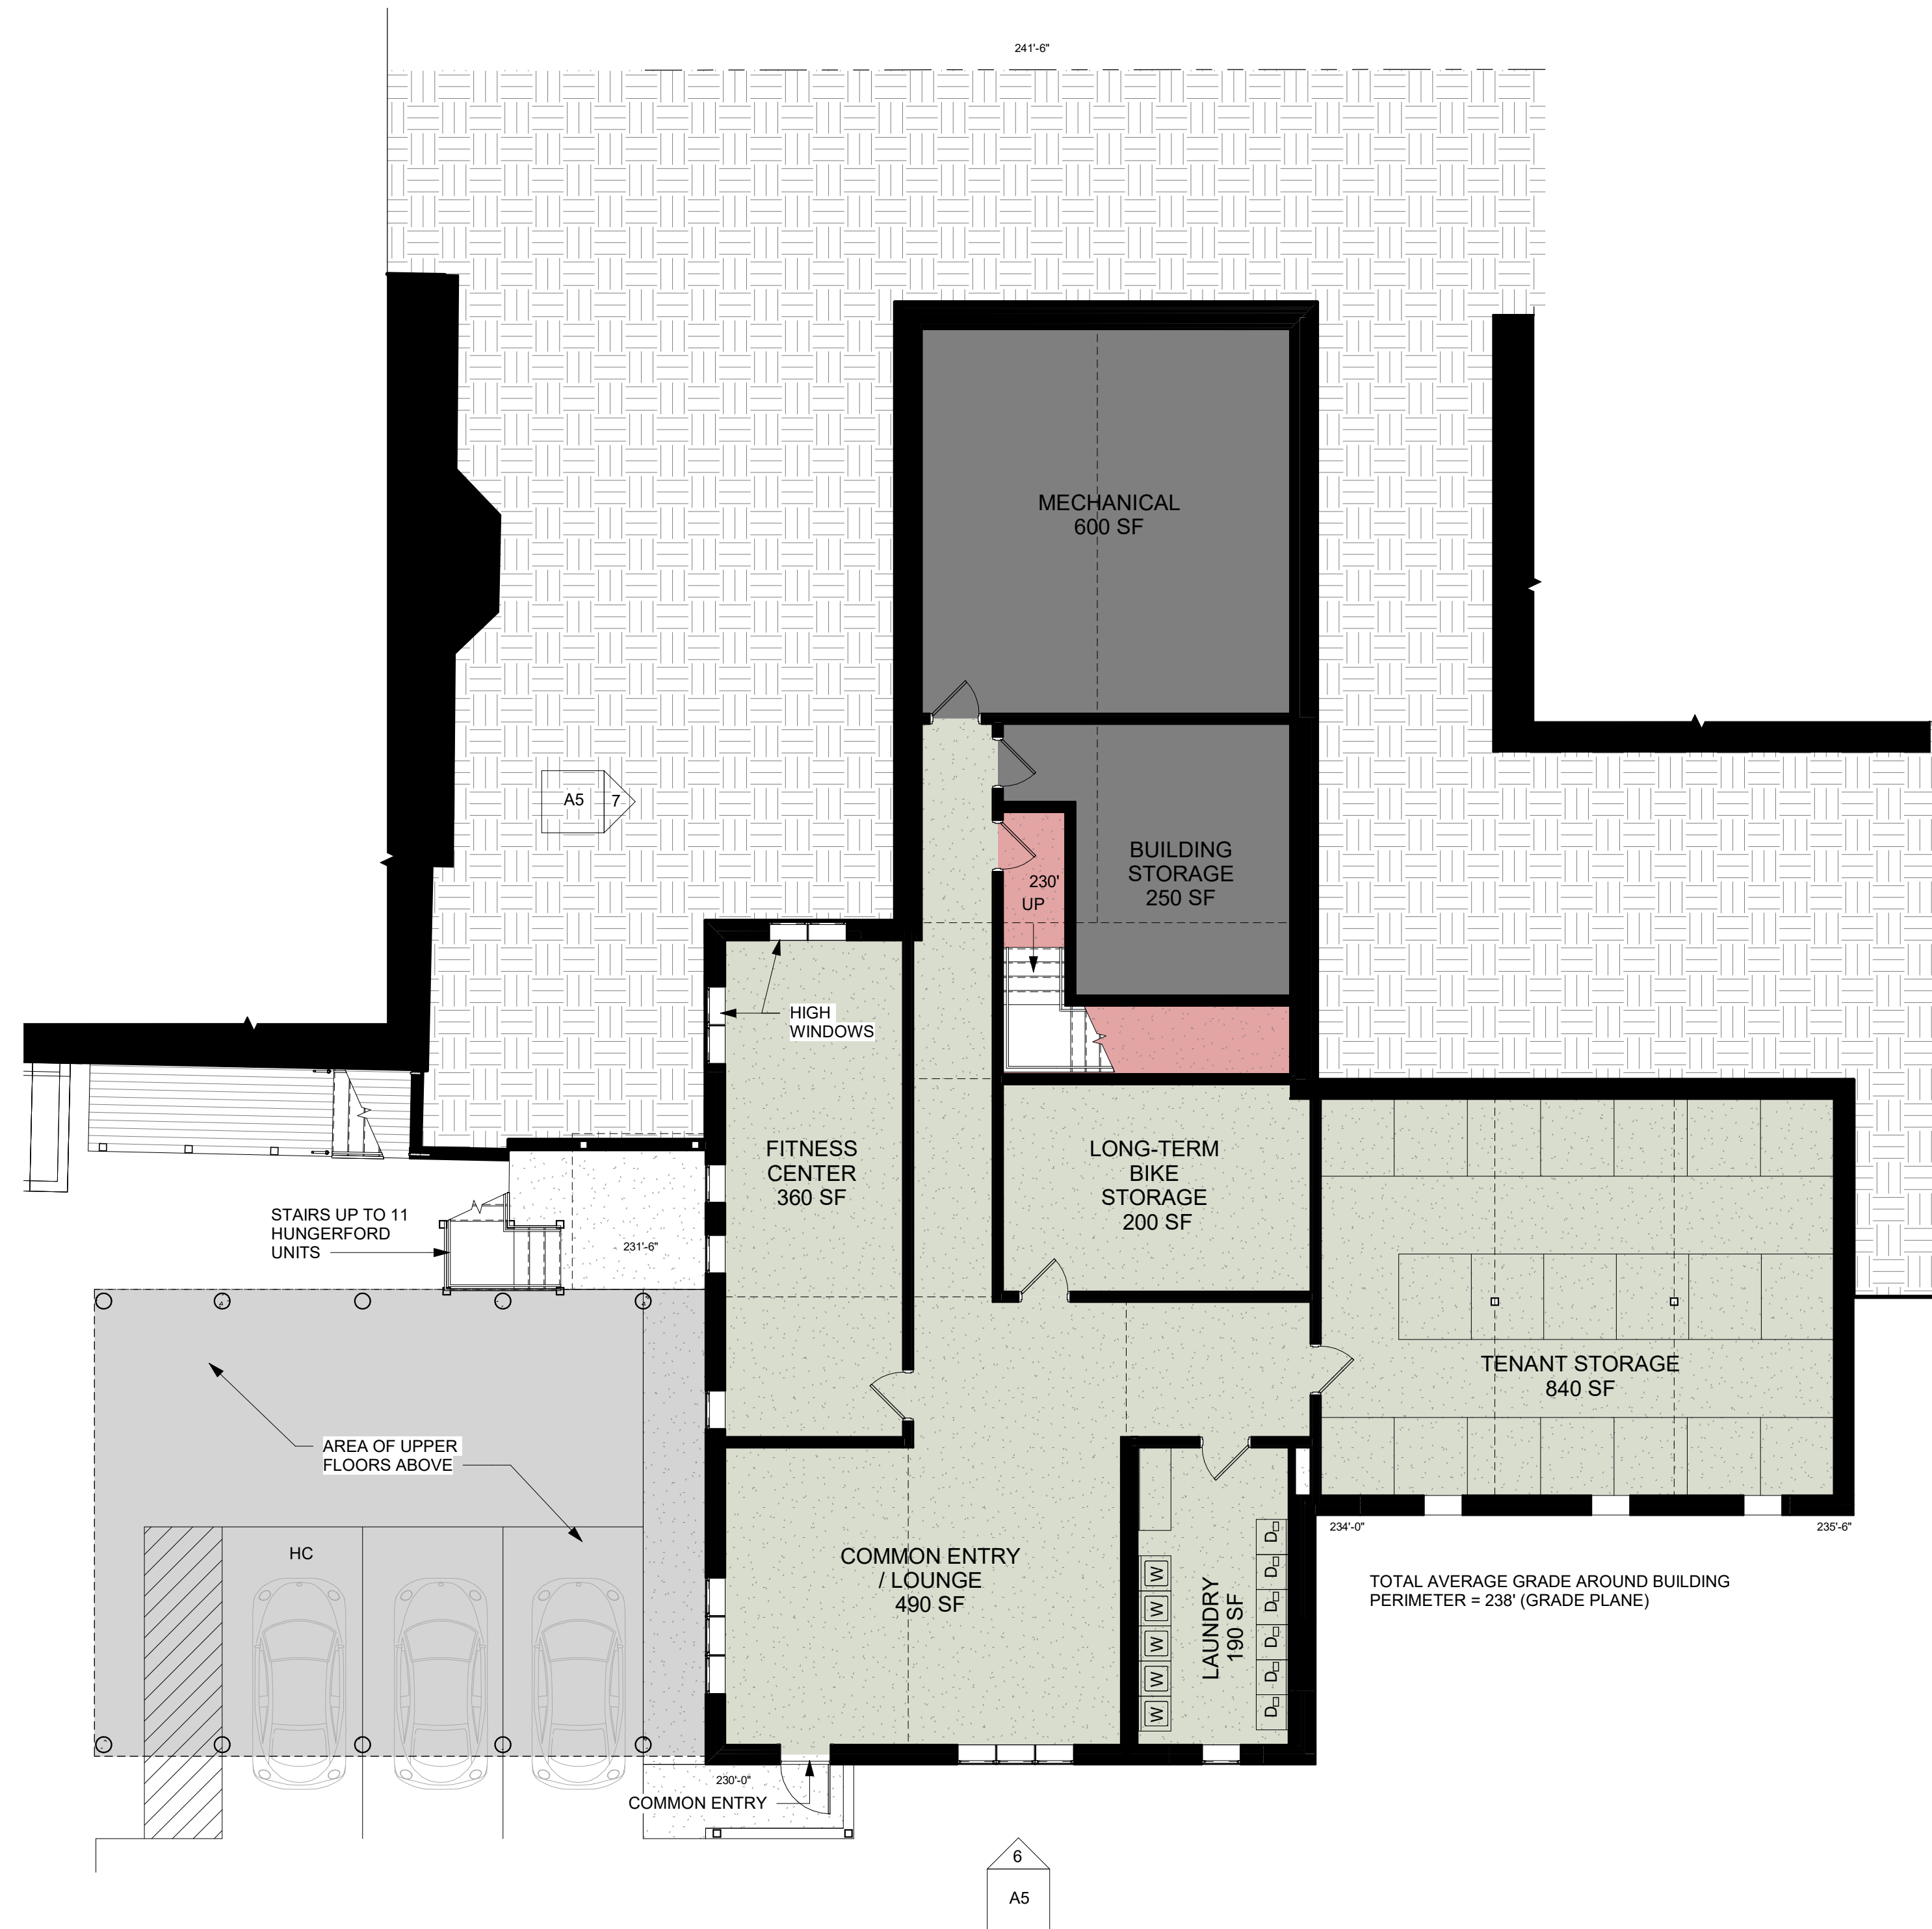 241'-6"
MECHANICAL
600 SF
A5 7
BUILDING
STORAGE
250 SF
230'
UP
HIGH
WINDOWS
FITNESS
CENTER
360 SF
LONG-TERM
BIKE
STORAGE
200 SF
STAIRS UP TO 11
HUNGERFORD
UNITS
231'-6"
TENANT STORAGE
840 SF
AREA OF UPPER
FLOORS ABOVE
234'-0"
235'-6"
HC
COMMON ENTRY
/ LOUNGE
490 SF
LAUNDRY
190 SF
W
W
W
W
W
D
D
D
D
D
D
TOTAL AVERAGE GRADE AROUND BUILDING
PERIMETER = 238' (GRADE PLANE)
230'-0"
COMMON ENTRY
6
A5